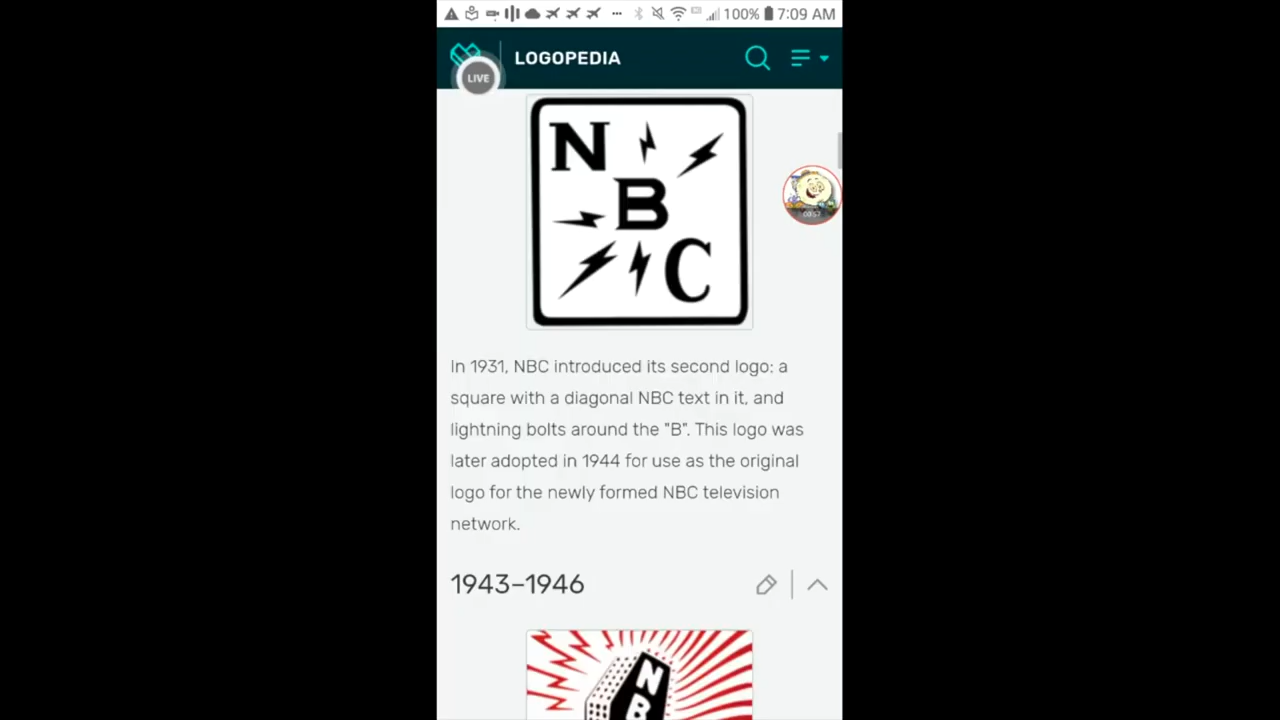 100% 7:09 AM
LOGOPEDIA
LIVE
N
B
C
00:57
In 1931, NBC introduced its second logo: a
square with a diagonal NBC text in it, and
lightning bolts around the "B". This logo was
later adopted in 1944 for use as the original
logo for the newly formed NBC television
network.
1943–1946
N
B